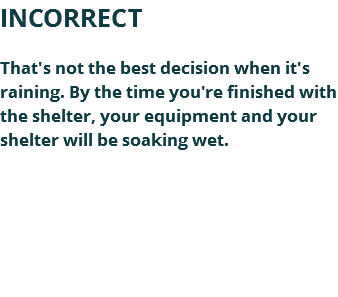 INCORRECT
That's not the best decision when it's
raining. By the time you're finished with
the shelter, your equipment and your
shelter will be soaking wet.